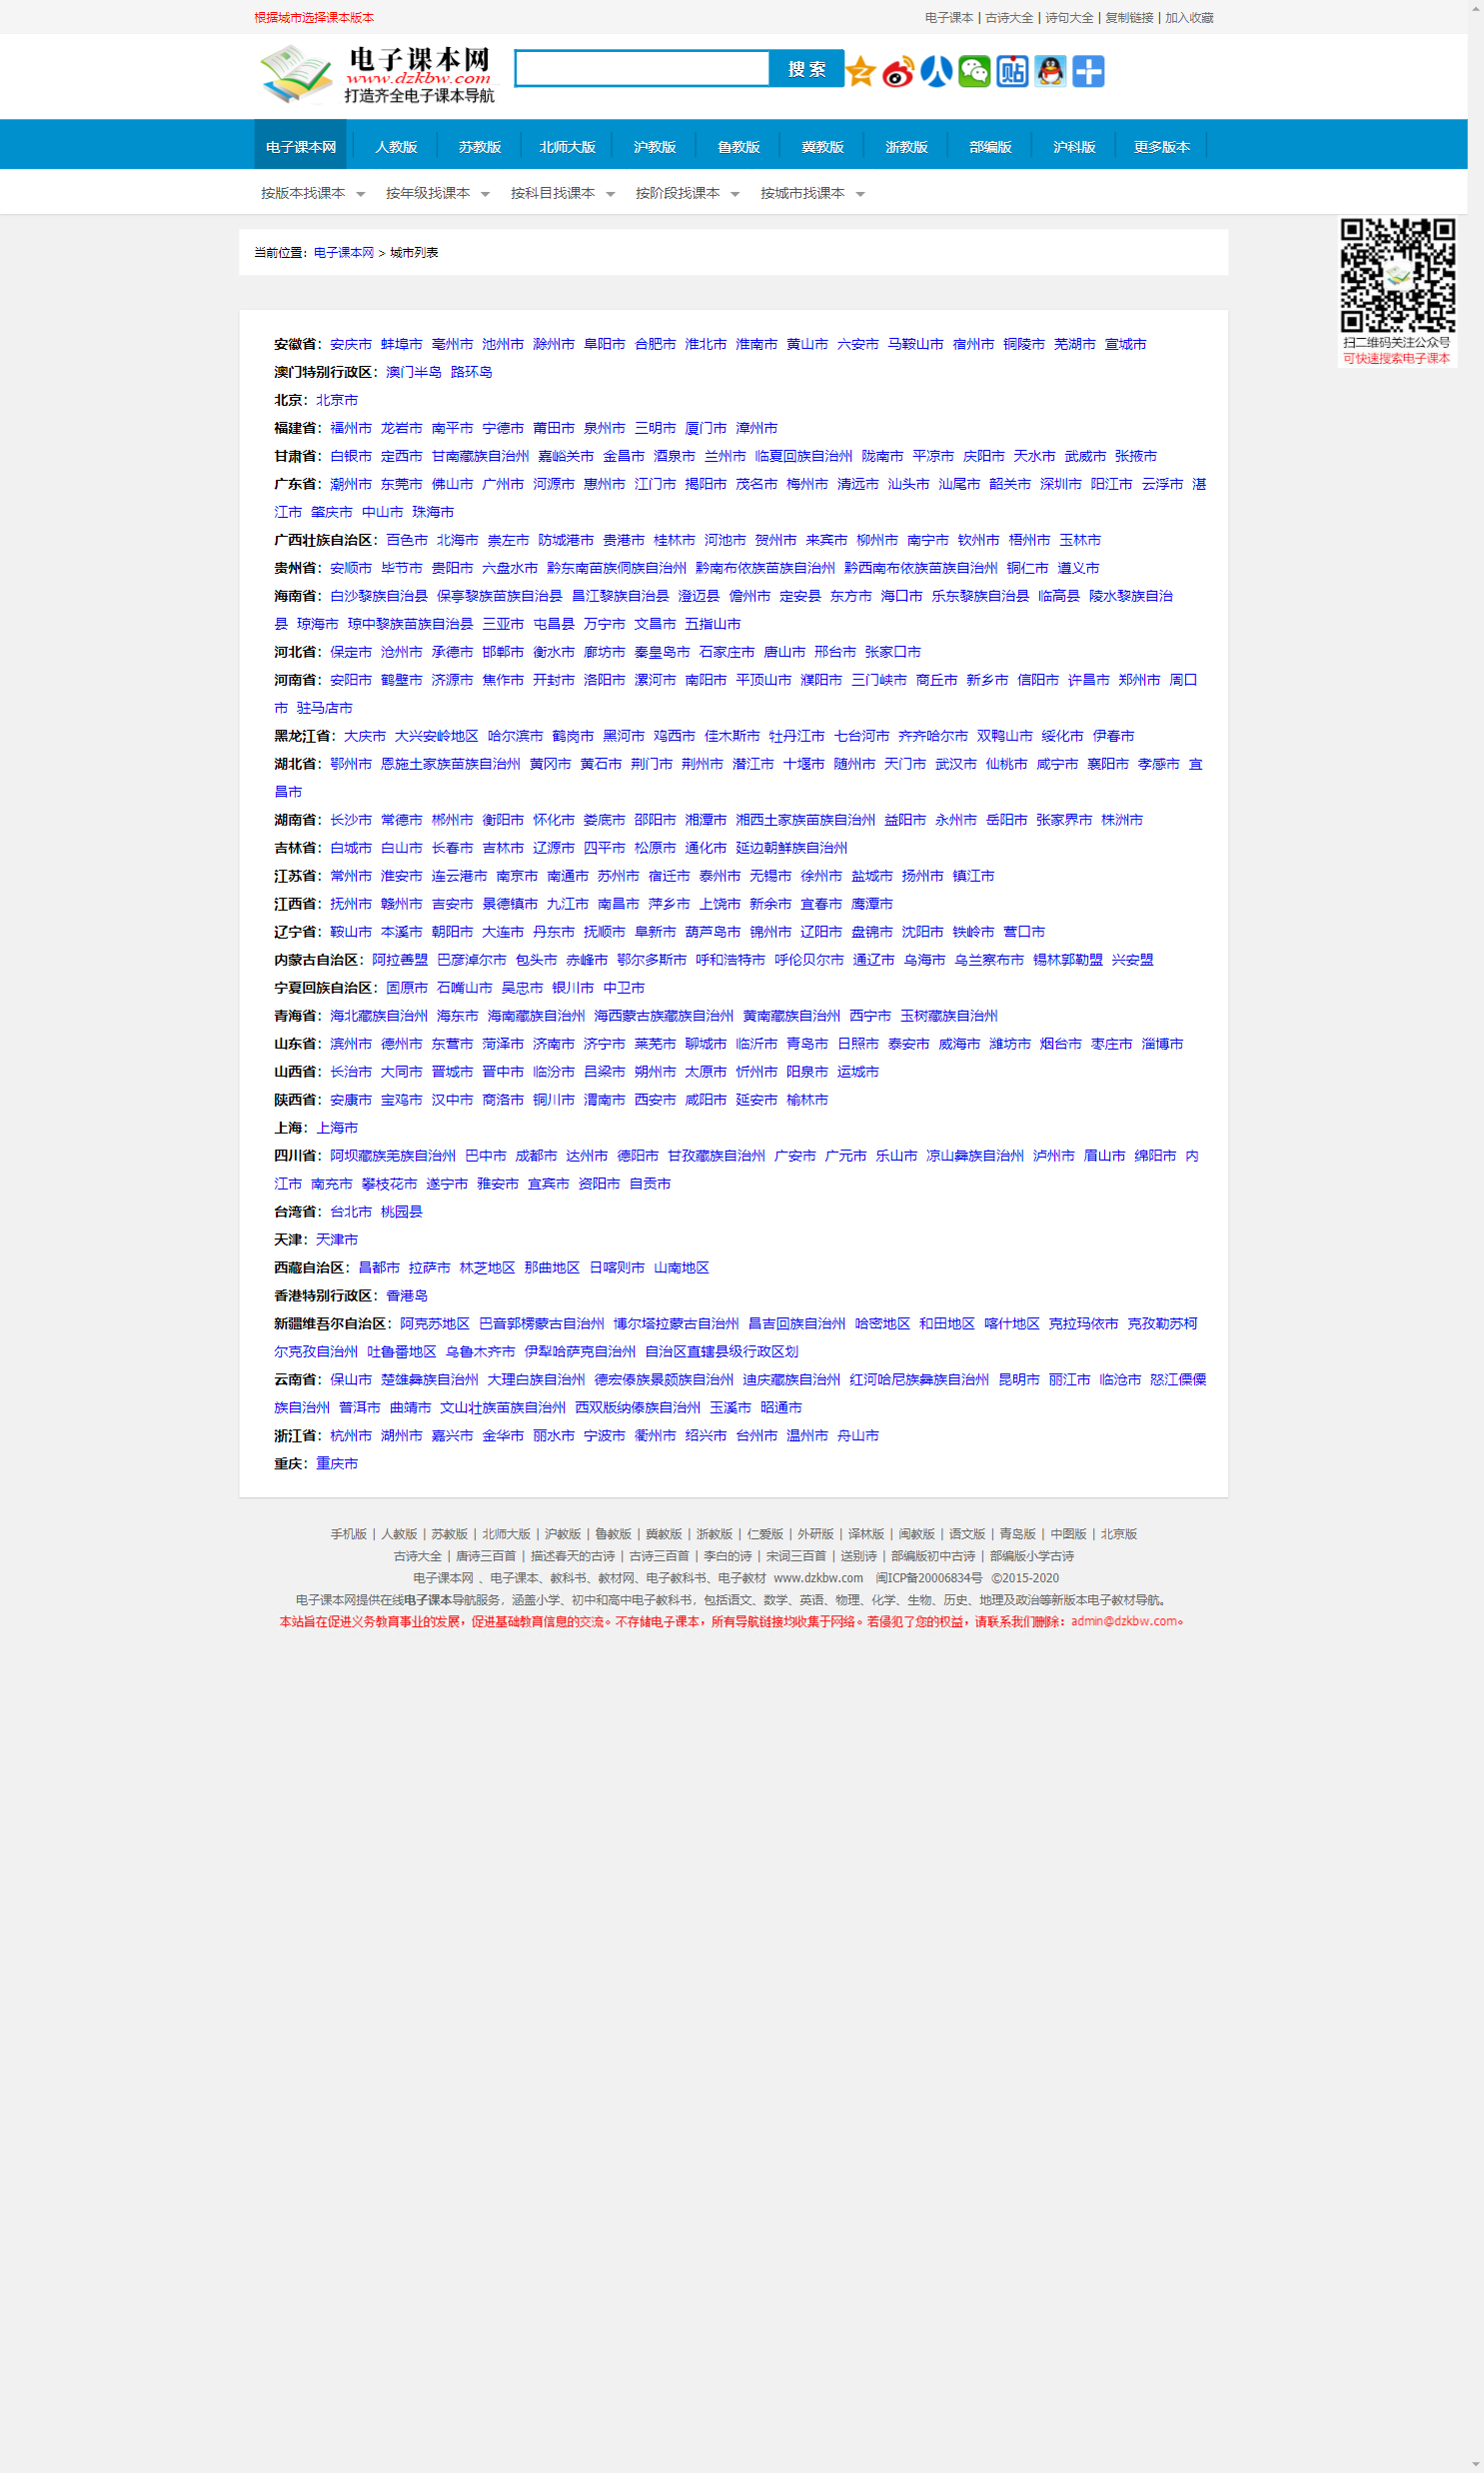 根据城市选择课本版本
电子课本 | 古诗大全 | 诗句大全 | 复制链接 | 加入收藏
电子课本网
www.dzkbw.com
打造齐全电子课本导航
搜 索
电子课本网 人教版 苏教版 北师大版 沪教版 鲁教版 冀教版 浙教版 部编版 沪科版 更多版本
按版本找课本 按年级找课本 按科目找课本 按阶段找课本 按城市找课本
当前位置：电子课本网 > 城市列表
扫二维码关注公众号
可快速搜索电子课本
安徽省：安庆市 蚌埠市 亳州市 池州市 滁州市 阜阳市 合肥市 淮北市 淮南市 黄山市 六安市 马鞍山市 宿州市 铜陵市 芜湖市 宣城市
澳门特别行政区：澳门半岛 路环岛
北京：北京市
福建省：福州市 龙岩市 南平市 宁德市 莆田市 泉州市 三明市 厦门市 漳州市
甘肃省：白银市 定西市 甘南藏族自治州 嘉峪关市 金昌市 酒泉市 兰州市 临夏回族自治州 陇南市 平凉市 庆阳市 天水市 武威市 张掖市
广东省：潮州市 东莞市 佛山市 广州市 河源市 惠州市 江门市 揭阳市 茂名市 梅州市 清远市 汕头市 汕尾市 韶关市 深圳市 阳江市 云浮市 湛
江市 肇庆市 中山市 珠海市
广西壮族自治区：百色市 北海市 崇左市 防城港市 贵港市 桂林市 河池市 贺州市 来宾市 柳州市 南宁市 钦州市 梧州市 玉林市
贵州省：安顺市 毕节市 贵阳市 六盘水市 黔东南苗族侗族自治州 黔南布依族苗族自治州 黔西南布依族苗族自治州 铜仁市 遵义市
海南省：白沙黎族自治县 保亭黎族苗族自治县 昌江黎族自治县 澄迈县 儋州市 定安县 东方市 海口市 乐东黎族自治县 临高县 陵水黎族自治
县 琼海市 琼中黎族苗族自治县 三亚市 屯昌县 万宁市 文昌市 五指山市
河北省：保定市 沧州市 承德市 邯郸市 衡水市 廊坊市 秦皇岛市 石家庄市 唐山市 邢台市 张家口市
河南省：安阳市 鹤壁市 济源市 焦作市 开封市 洛阳市 漯河市 南阳市 平顶山市 濮阳市 三门峡市 商丘市 新乡市 信阳市 许昌市 郑州市 周口
市 驻马店市
黑龙江省：大庆市 大兴安岭地区 哈尔滨市 鹤岗市 黑河市 鸡西市 佳木斯市 牡丹江市 七台河市 齐齐哈尔市 双鸭山市 绥化市 伊春市
湖北省：鄂州市 恩施土家族苗族自治州 黄冈市 黄石市 荆门市 荆州市 潜江市 十堰市 随州市 天门市 武汉市 仙桃市 咸宁市 襄阳市 孝感市 宜
昌市
湖南省：长沙市 常德市 郴州市 衡阳市 怀化市 娄底市 邵阳市 湘潭市 湘西土家族苗族自治州 益阳市 永州市 岳阳市 张家界市 株洲市
吉林省：白城市 白山市 长春市 吉林市 辽源市 四平市 松原市 通化市 延边朝鲜族自治州
江苏省：常州市 淮安市 连云港市 南京市 南通市 苏州市 宿迁市 泰州市 无锡市 徐州市 盐城市 扬州市 镇江市
江西省：抚州市 赣州市 吉安市 景德镇市 九江市 南昌市 萍乡市 上饶市 新余市 宜春市 鹰潭市
辽宁省：鞍山市 本溪市 朝阳市 大连市 丹东市 抚顺市 阜新市 葫芦岛市 锦州市 辽阳市 盘锦市 沈阳市 铁岭市 营口市
内蒙古自治区：阿拉善盟 巴彦淖尔市 包头市 赤峰市 鄂尔多斯市 呼和浩特市 呼伦贝尔市 通辽市 乌海市 乌兰察布市 锡林郭勒盟 兴安盟
宁夏回族自治区：固原市 石嘴山市 吴忠市 银川市 中卫市
青海省：海北藏族自治州 海东市 海南藏族自治州 海西蒙古族藏族自治州 黄南藏族自治州 西宁市 玉树藏族自治州
山东省：滨州市 德州市 东营市 菏泽市 济南市 济宁市 莱芜市 聊城市 临沂市 青岛市 日照市 泰安市 威海市 潍坊市 烟台市 枣庄市 淄博市
山西省：长治市 大同市 晋城市 晋中市 临汾市 吕梁市 朔州市 太原市 忻州市 阳泉市 运城市
陕西省：安康市 宝鸡市 汉中市 商洛市 铜川市 渭南市 西安市 咸阳市 延安市 榆林市
上海：上海市
四川省：阿坝藏族羌族自治州 巴中市 成都市 达州市 德阳市 甘孜藏族自治州 广安市 广元市 乐山市 凉山彝族自治州 泸州市 眉山市 绵阳市 内
江市 南充市 攀枝花市 遂宁市 雅安市 宜宾市 资阳市 自贡市
台湾省：台北市 桃园县
天津：天津市
西藏自治区：昌都市 拉萨市 林芝地区 那曲地区 日喀则市 山南地区
香港特别行政区：香港岛
新疆维吾尔自治区：阿克苏地区 巴音郭楞蒙古自治州 博尔塔拉蒙古自治州 昌吉回族自治州 哈密地区 和田地区 喀什地区 克拉玛依市 克孜勒苏柯
尔克孜自治州 吐鲁番地区 乌鲁木齐市 伊犁哈萨克自治州 自治区直辖县级行政区划
云南省：保山市 楚雄彝族自治州 大理白族自治州 德宏傣族景颇族自治州 迪庆藏族自治州 红河哈尼族彝族自治州 昆明市 丽江市 临沧市 怒江傈僳
族自治州 普洱市 曲靖市 文山壮族苗族自治州 西双版纳傣族自治州 玉溪市 昭通市
浙江省：杭州市 湖州市 嘉兴市 金华市 丽水市 宁波市 衢州市 绍兴市 台州市 温州市 舟山市
重庆：重庆市
手机版 | 人教版 | 苏教版 | 北师大版 | 沪教版 | 鲁教版 | 冀教版 | 浙教版 | 仁爱版 | 外研版 | 译林版 | 闽教版 | 语文版 | 青岛版 | 中图版 | 北京版
古诗大全 | 唐诗三百首 | 描述春天的古诗 | 古诗三百首 | 李白的诗 | 宋词三百首 | 送别诗 | 部编版初中古诗 | 部编版小学古诗
电子课本网 、电子课本、教科书、教材网、电子教科书、电子教材 www.dzkbw.com 闽ICP备20006834号 ©2015-2020
电子课本网提供在线电子课本导航服务，涵盖小学、初中和高中电子教科书，包括语文、数学、英语、物理、化学、生物、历史、地理及政治等新版本电子教材导航。
本站旨在促进义务教育事业的发展，促进基础教育信息的交流。不存储电子课本，所有导航链接均收集于网络。若侵犯了您的权益，请联系我们删除：admin@dzkbw.com。